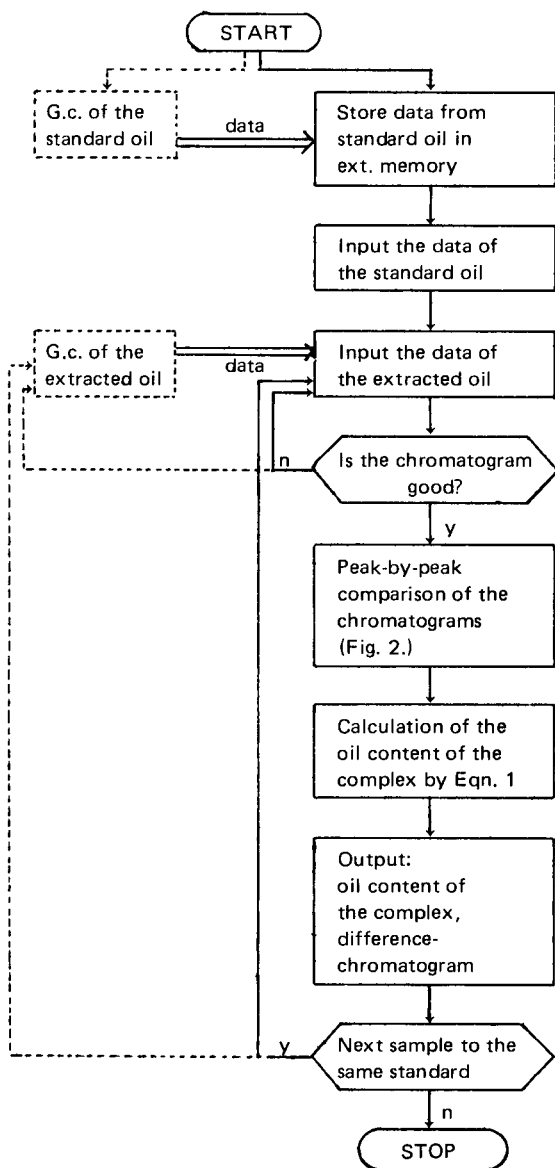 START
G.c. of the
standard oil
data
Store data from
standard oil in
ext. memory
Input the data of
the standard oil
G.c. of the
extracted oil
data
Input the data of
the extracted oil
n
Is the chromatogram
good?
y
Peak-by-peak
comparison of the
chromatograms
(Fig. 2.)
Calculation of the
oil content of the
complex by Eqn. 1
Output:
oil content of
the complex,
difference-
chromatogram
y
Next sample to the
same standard
n
STOP